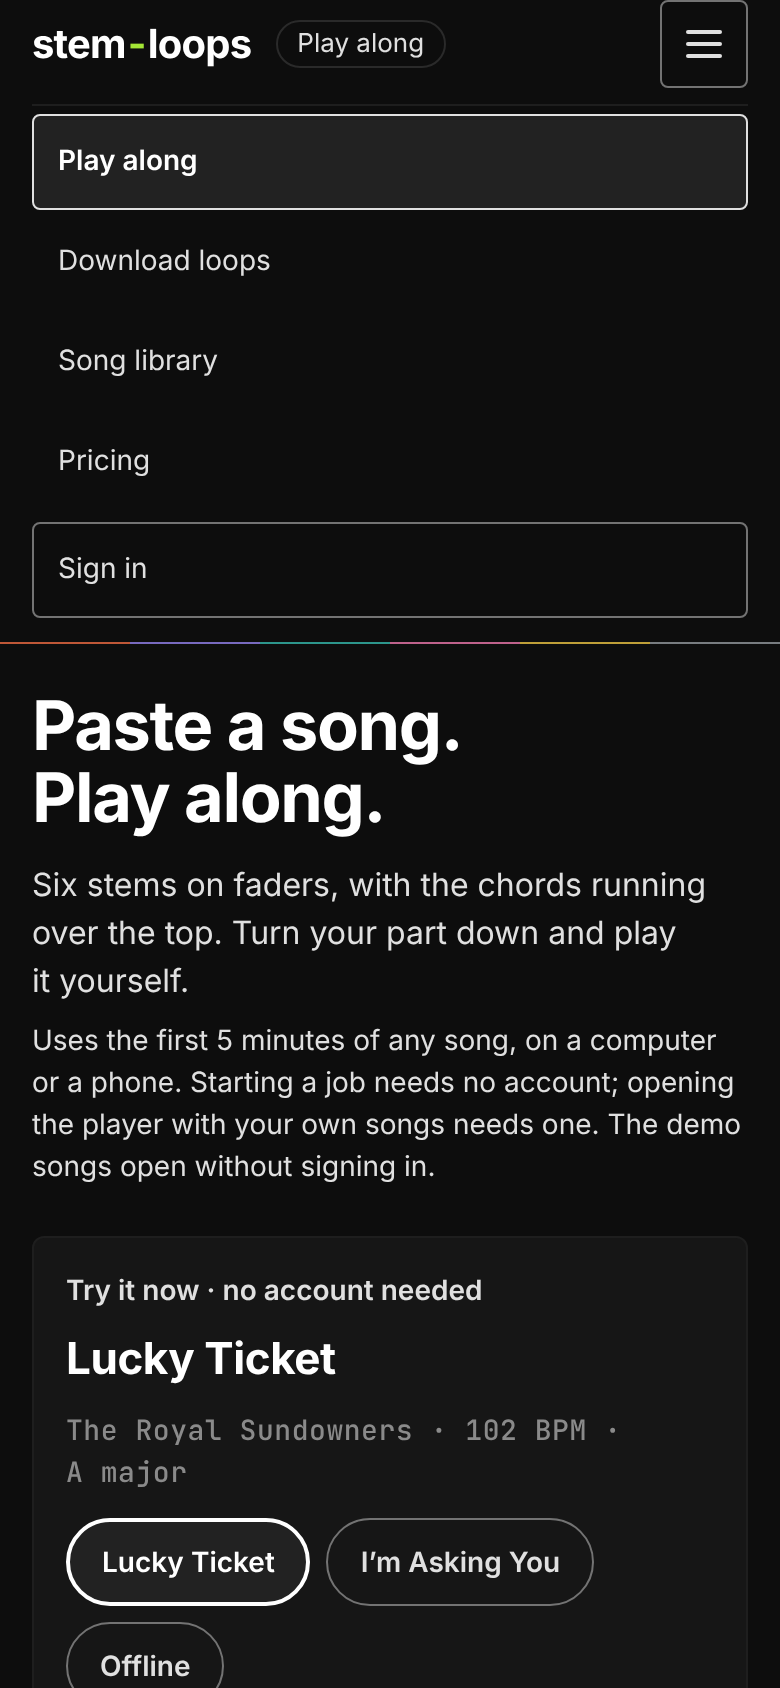 stem-loops
Play along
Play along
Download loops
Song library
Pricing
Sign in
Paste a song.
Play along.
Six stems on faders, with the chords running
over the top. Turn your part down and play
it yourself.
Uses the first 5 minutes of any song, on a computer
or a phone. Starting a job needs no account; opening
the player with your own songs needs one. The demo
songs open without signing in.
Try it now · no account needed
Lucky Ticket
The Royal Sundowners · 102 BPM ·
A major
Lucky Ticket
I’m Asking You
Offline